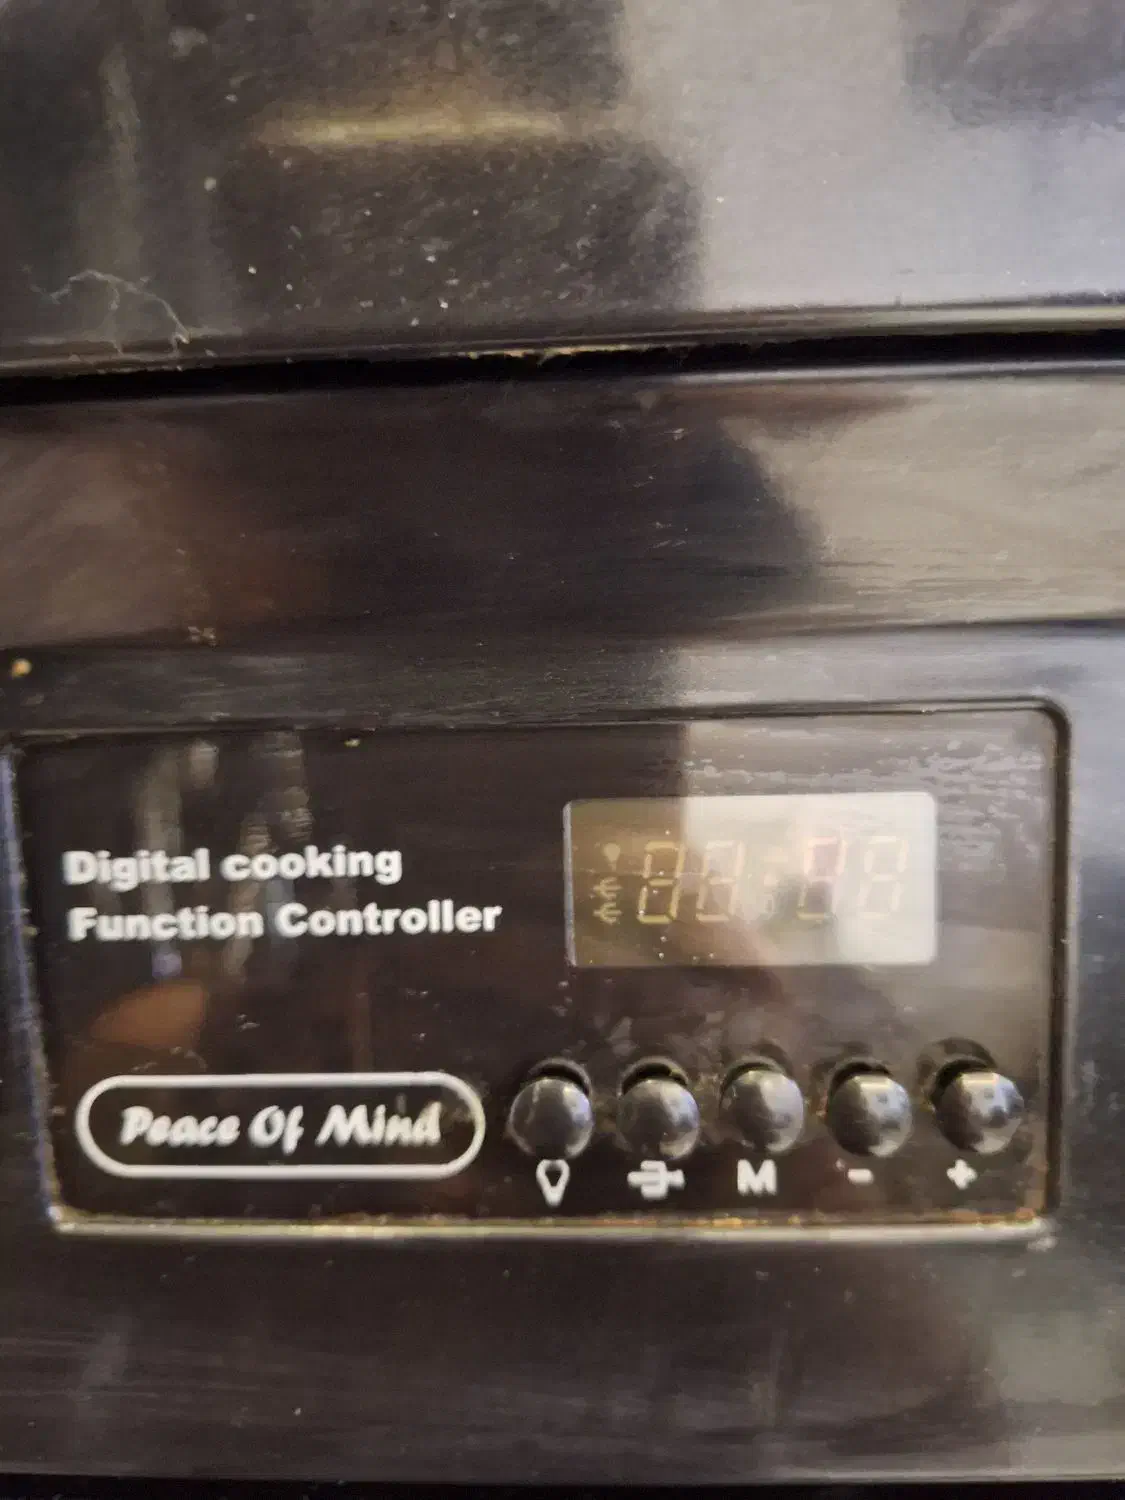 Digital cooking
Function Controller
Peace Of Mind
M - +